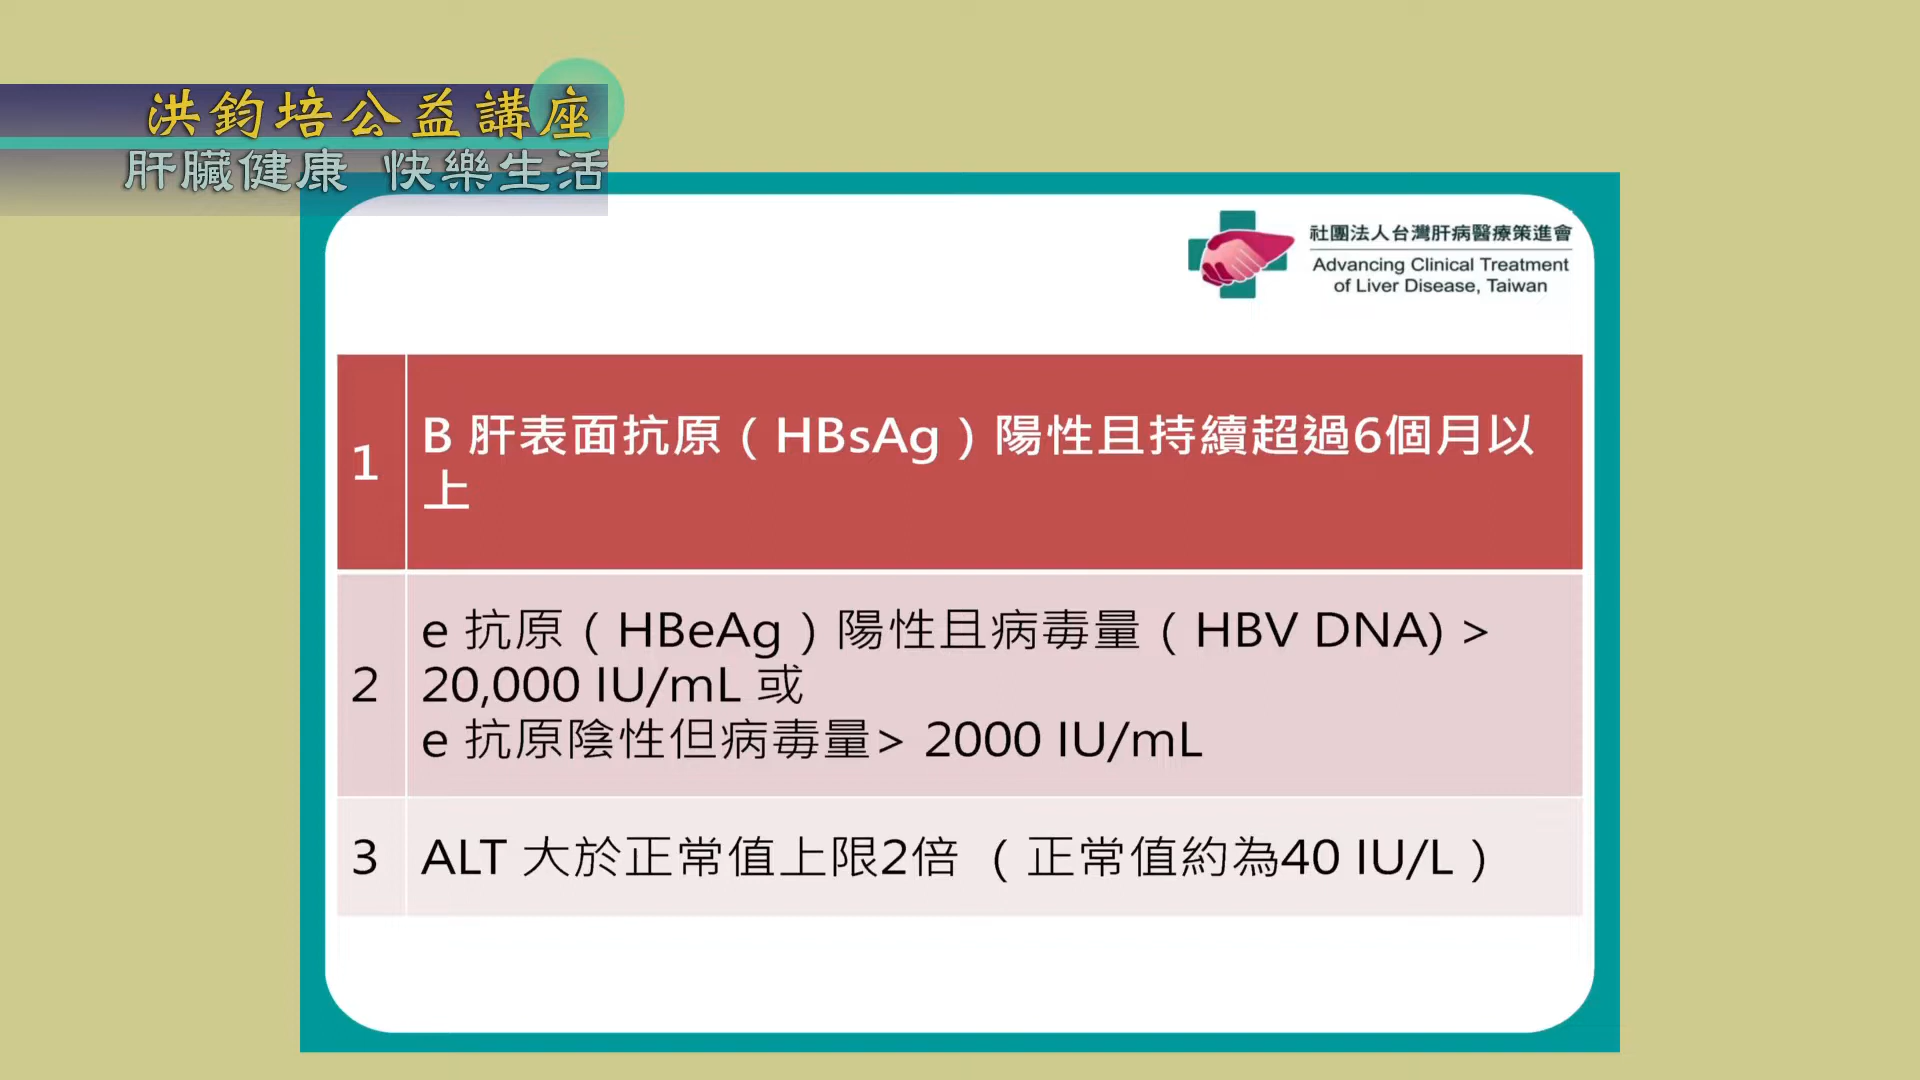 洪鈞培公益講座
肝臟健康 快樂生活
社團法人台灣肝病醫療策進會
Advancing Clinical Treatment
of Liver Disease, Taiwan
1
B 肝表面抗原（HBsAg）陽性且持續超過6個月以
上
2
e 抗原（HBeAg）陽性且病毒量（HBV DNA) >
20,000 IU/mL 或
e 抗原陰性但病毒量> 2000 IU/mL
3
ALT 大於正常值上限2倍 （正常值約為40 IU/L）